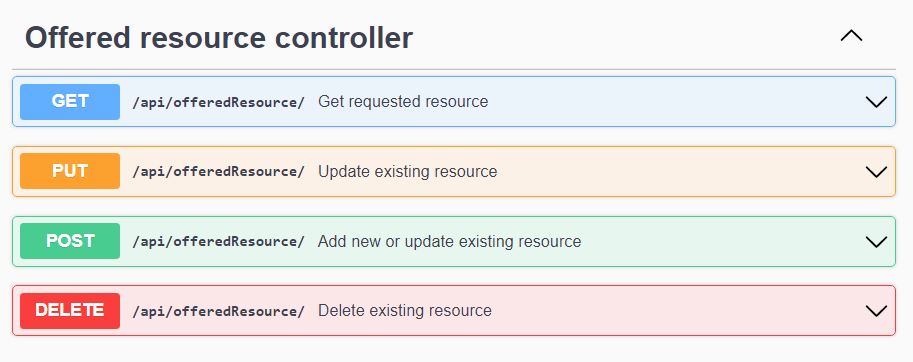 Offered resource controller
GET /api/offeredResource/ Get requested resource
PUT /api/offeredResource/ Update existing resource
POST /api/offeredResource/ Add new or update existing resource
DELETE /api/offeredResource/ Delete existing resource